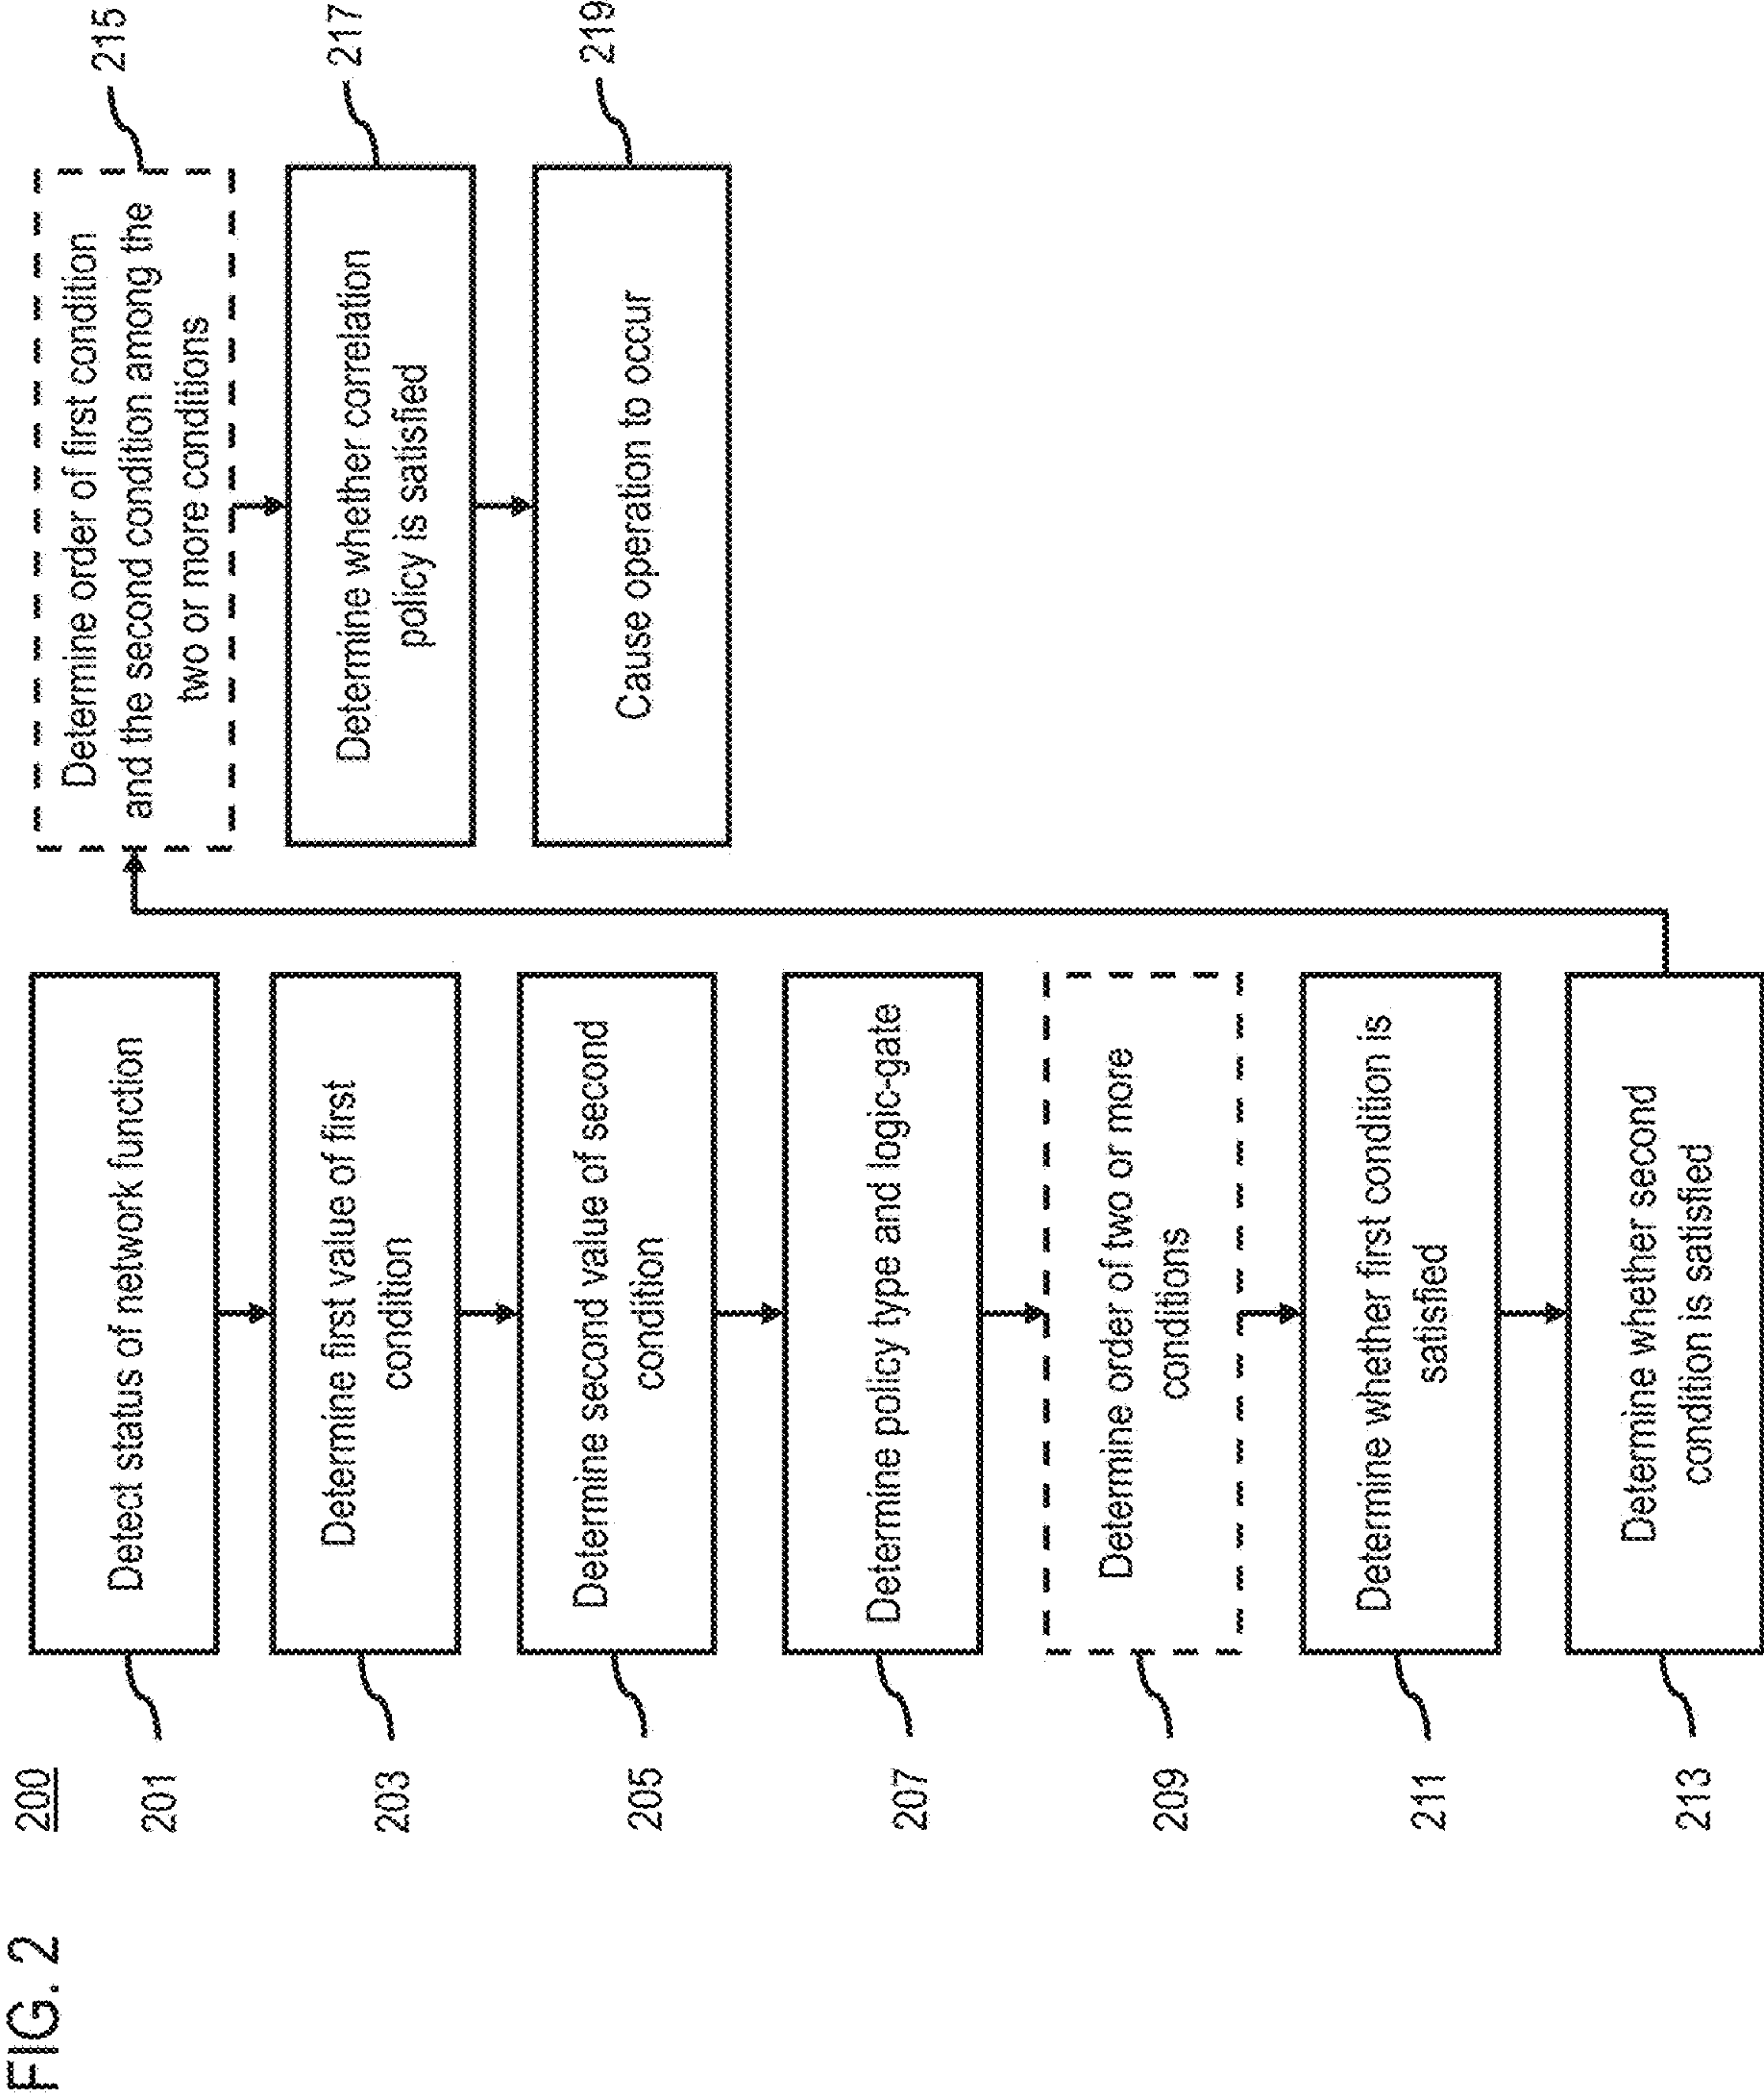 FIG. 2
200
201
Detect status of network function
203
Determine first value of first
condition
205
Determine second value of second
condition
207
Determine policy type and logic-gate
209
Determine order of two or more
conditions
211
Determine whether first condition is
satisfied
213
Determine whether second
condition is satisfied
Determine order of first condition
and the second condition among the
two or more conditions
215
Determine whether correlation
policy is satisfied
217
Cause operation to occur
219